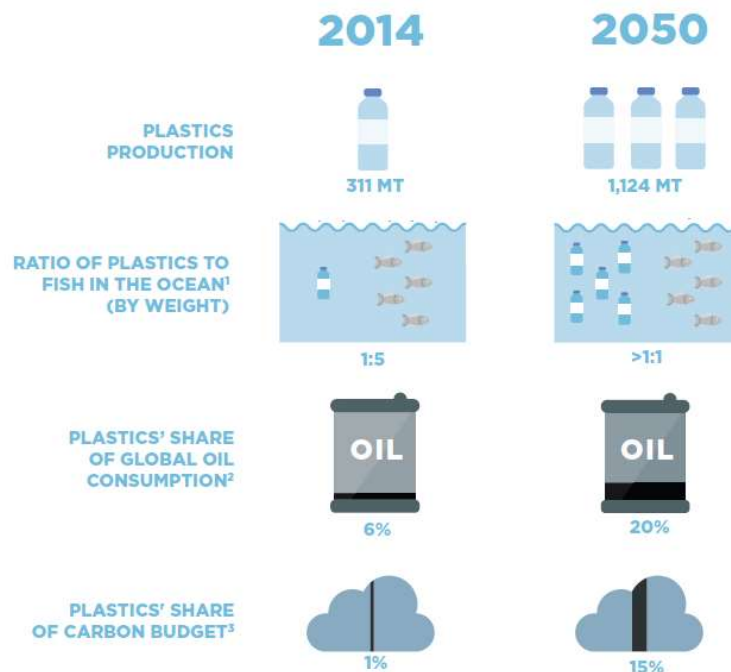 2014 2050
PLASTICS
PRODUCTION
311 MT 1,124 MT
RATIO OF PLASTICS TO
FISH IN THE OCEAN¹
(BY WEIGHT)
1:5 >1:1
PLASTICS' SHARE
OF GLOBAL OIL
CONSUMPTION²
OIL OIL
6% 20%
PLASTICS' SHARE
OF CARBON BUDGET³
1% 15%